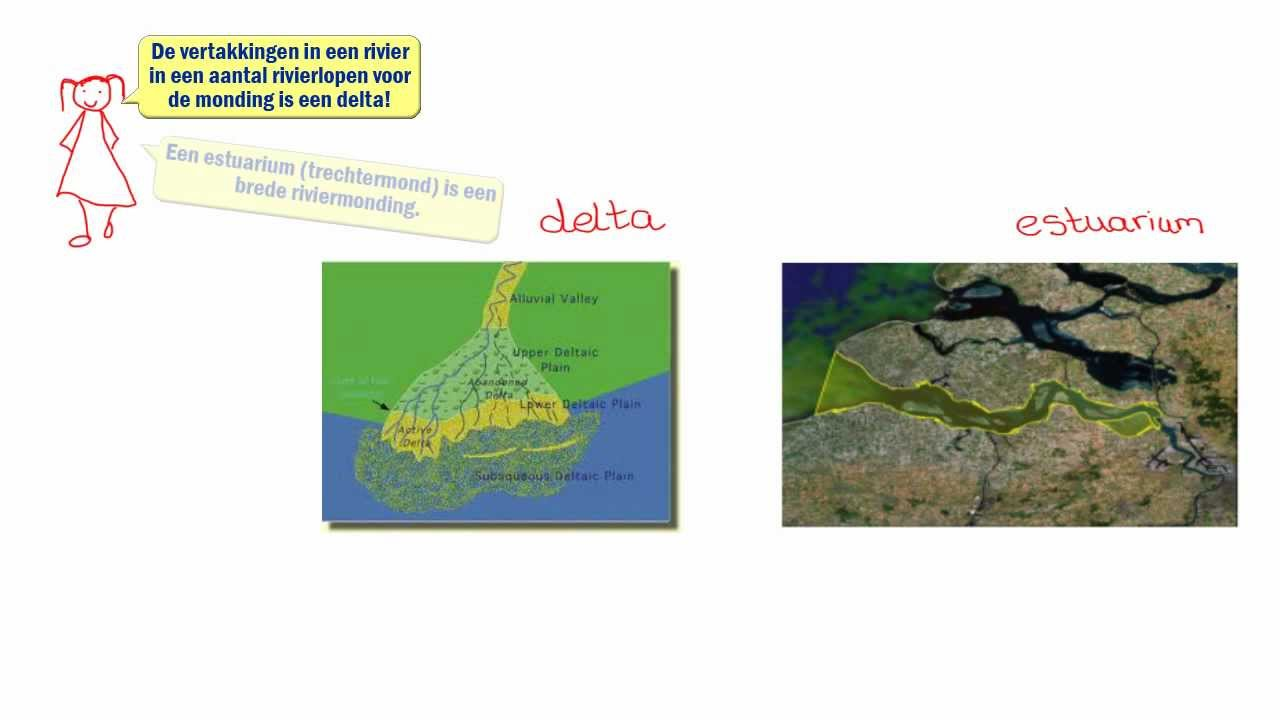 De vertakkingen in een rivier
in een aantal rivierlopen voor
de monding is een delta!
Een estuarium (trechtermond) is een
brede riviermonding.
delta
estuarium
Alluvial Valley
Upper Deltaic
Plain
Abandoned
Delta
Lower Deltaic Plain
Active
Delta
Subaqueous Deltaic Plain